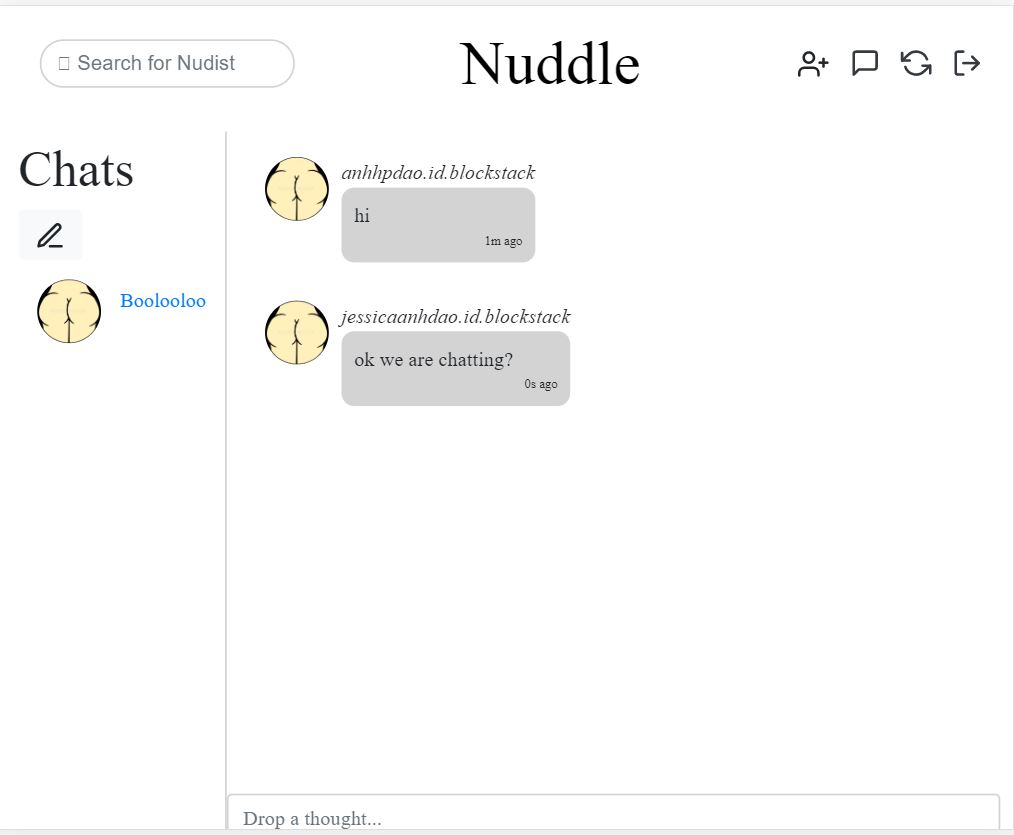 Search for Nudist
Nuddle
Chats
Boolooloo
anhhpdao.id.blockstack
hi
1m ago
jessicaanhdao.id.blockstack
ok we are chatting?
0s ago
Drop a thought...